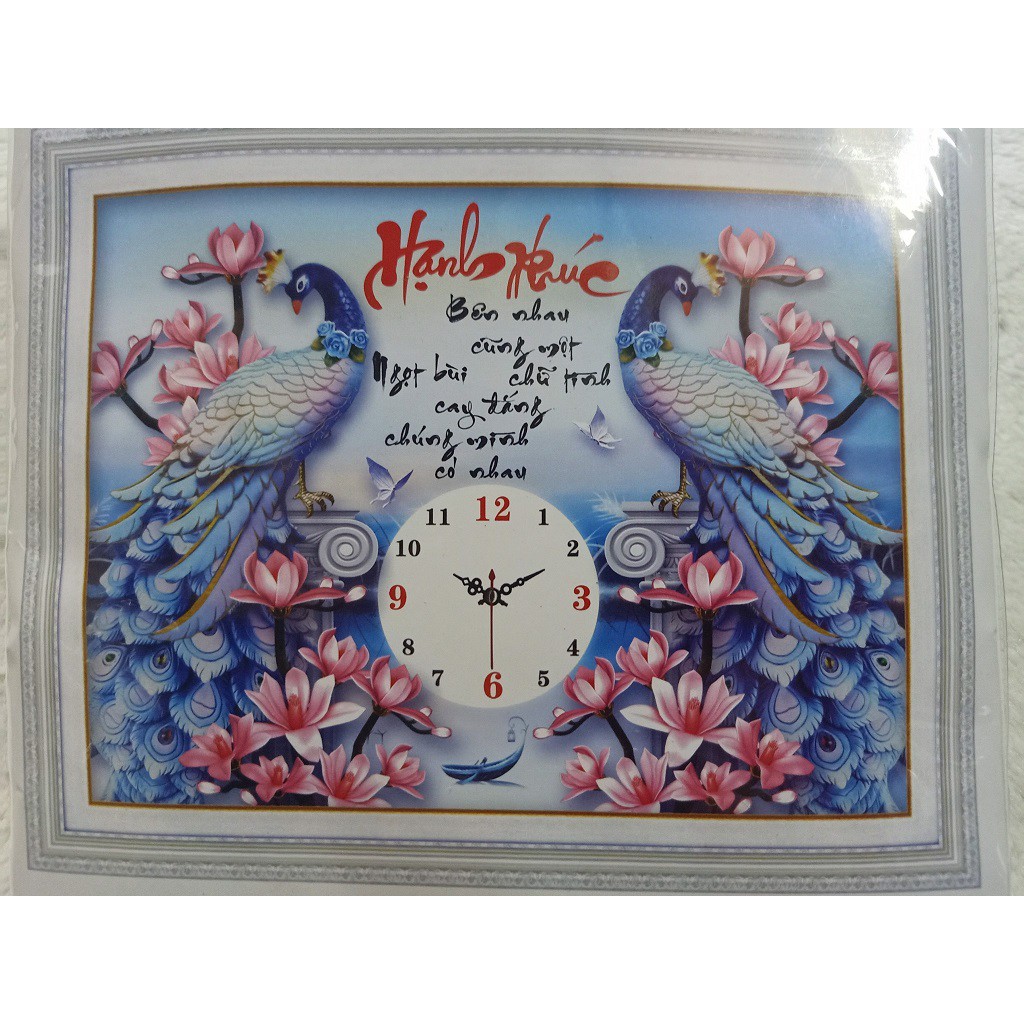 Hạnh Phúc
Bên nhau
cũng một
chữ tình
Ngọt bùi
cay đắng
chúng mình
có nhau
11 12 1
10 2
9 3
8 4
7 6 5